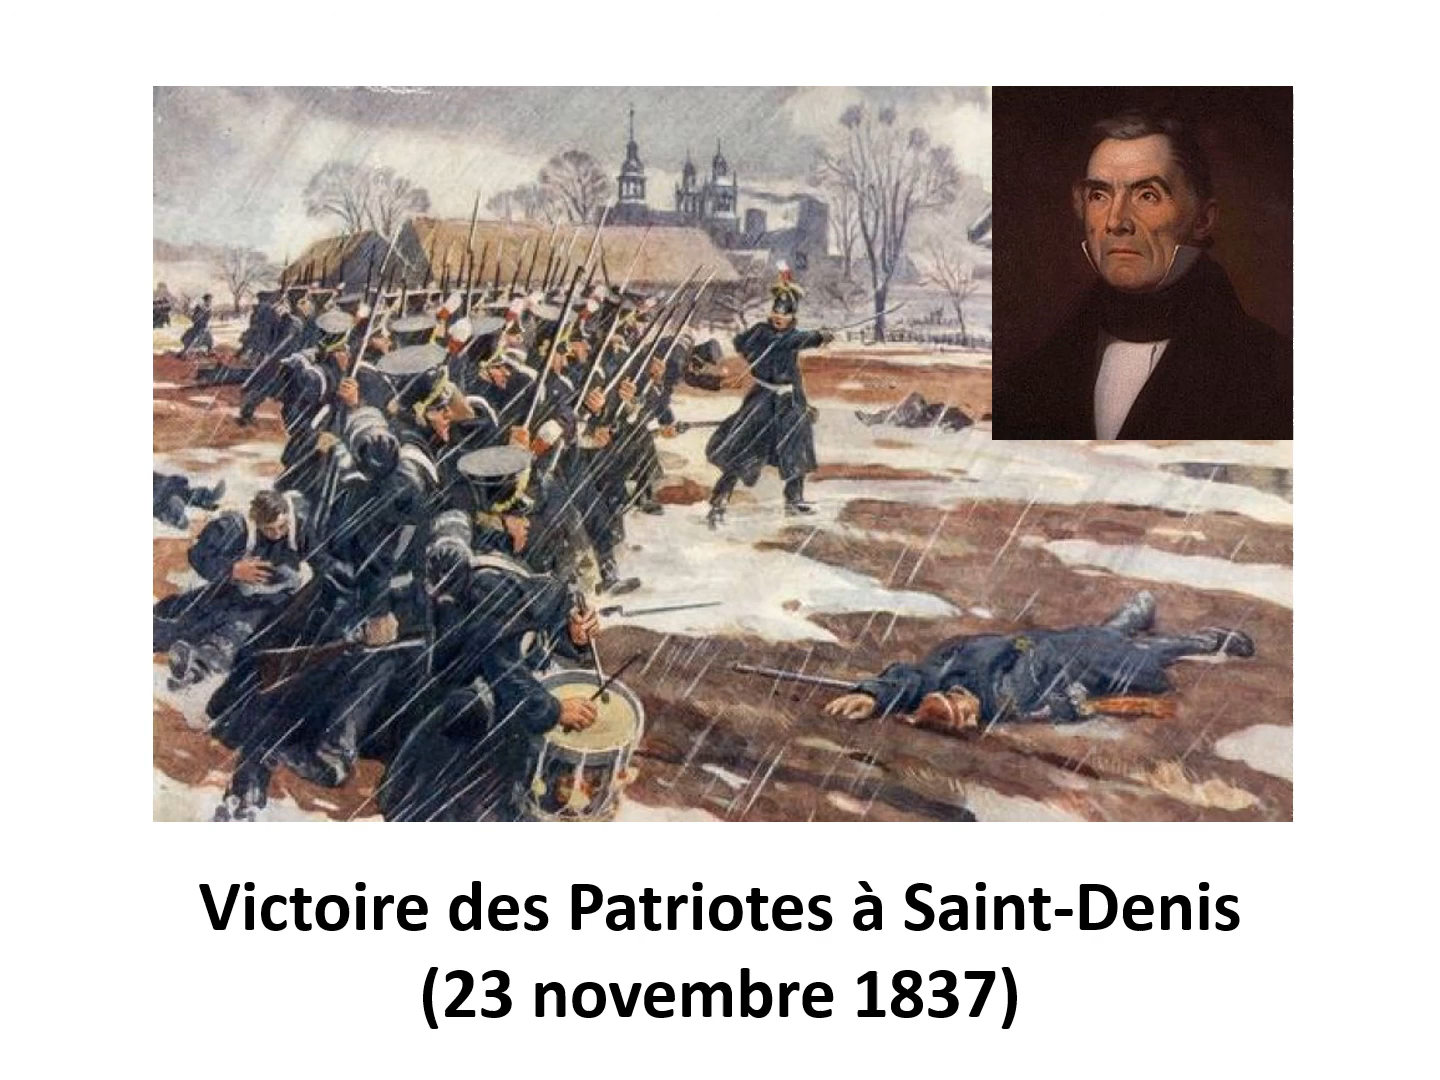 Victoire des Patriotes à Saint-Denis
(23 novembre 1837)